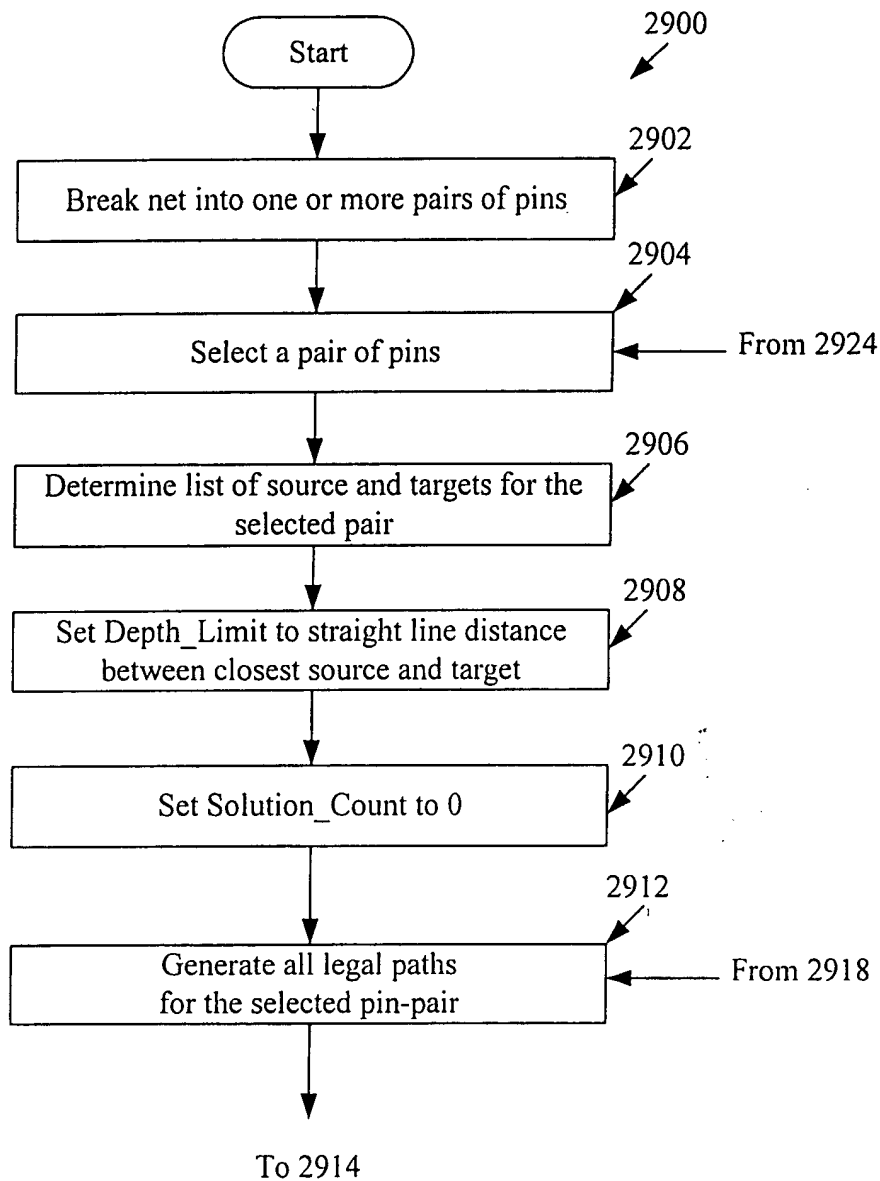 2900
Start
2902
Break net into one or more pairs of pins
2904
Select a pair of pins
From 2924
2906
Determine list of source and targets for the
selected pair
2908
Set Depth_Limit to straight line distance
between closest source and target
2910
Set Solution_Count to 0
2912
Generate all legal paths
for the selected pin-pair
From 2918
To 2914